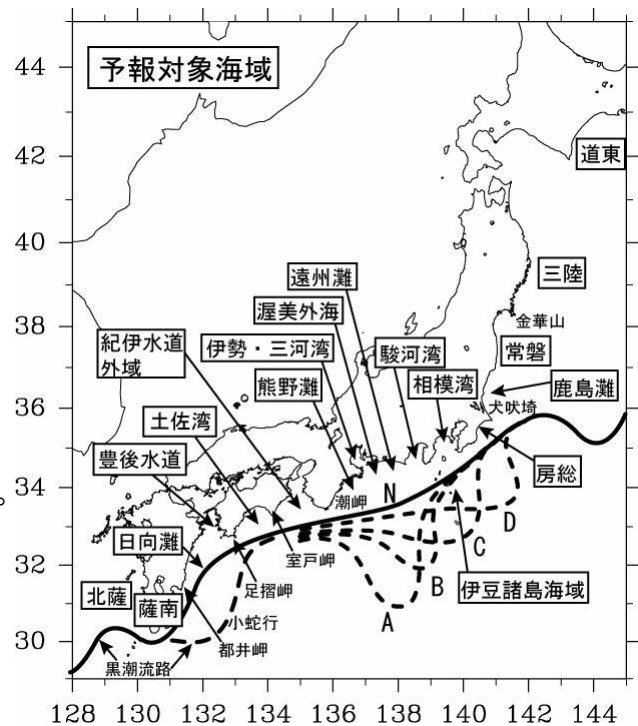 44
予報対象海域
42
道東
40
遠州灘
三陸
渥美外海
金華山
38
紀伊水道
外域
伊勢・三河湾
駿河湾
常磐
熊野灘
相模湾
鹿島灘
36
犬吠埼
土佐湾
豊後水道
房総
34
潮岬
N
D
日向灘
室戸岬
C
32
足摺岬
B
伊豆諸島海域
北薩
薩南
小蛇行
A
都井岬
30
黒潮流路
128 130 132 134 136 138 140 142 144